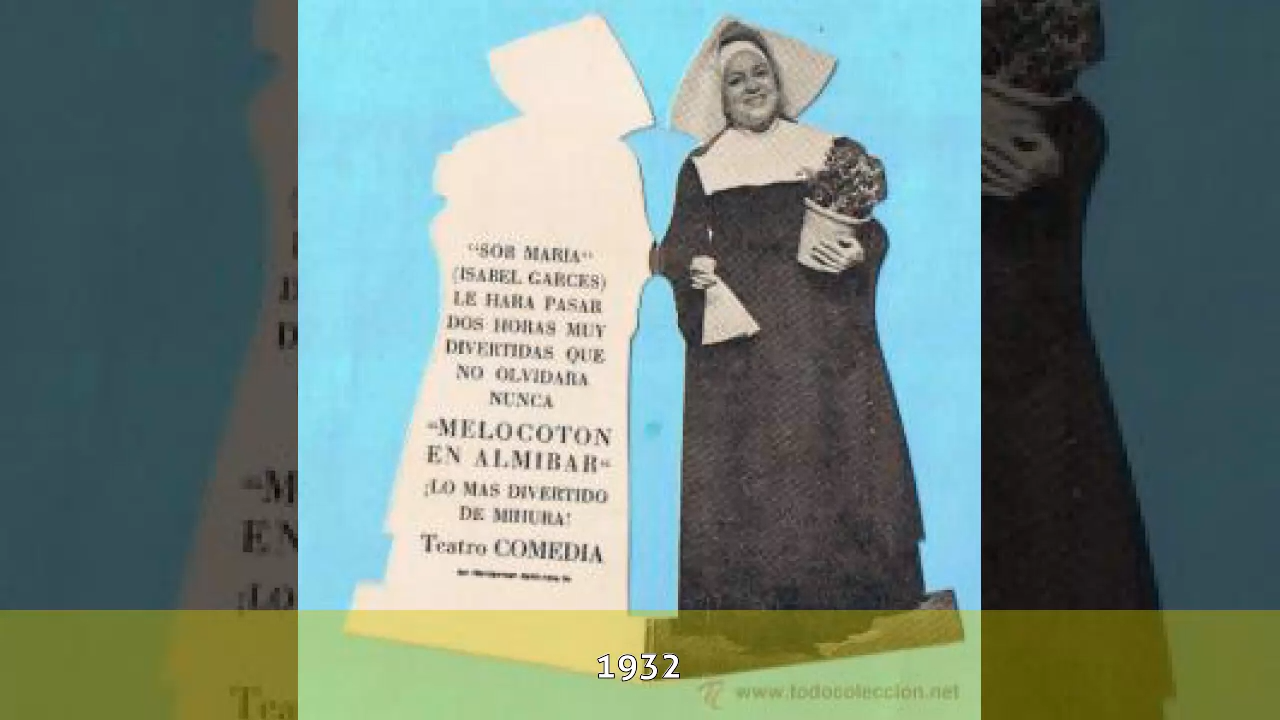 "SOR MARIA"
(ISABEL GARCES)
LE HARA PASAR
DOS HORAS MUY
DIVERTIDAS QUE
NO OLVIDARA
NUNCA
"MELOCOTON
EN ALMIBAR"
¡LO MAS DIVERTIDO
DE MIHURA!
Teatro COMEDIA
1932
www.todocoleccion.net